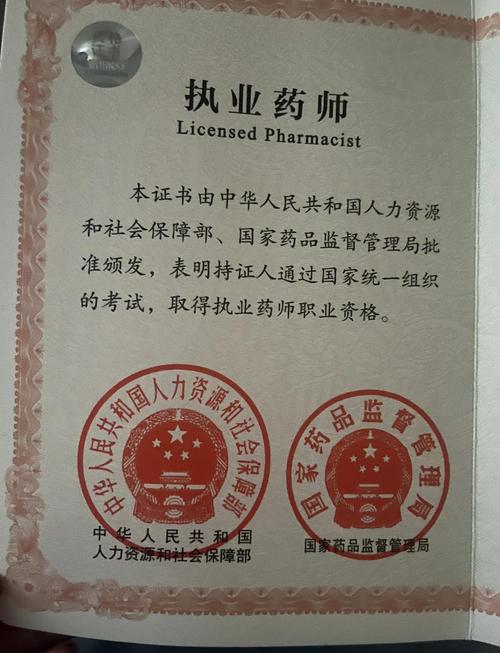 执业药师
Licensed Pharmacist
本证书由中华人民共和国人力资源
和社会保障部、国家药品监督管理局批
准颁发，表明持证人通过国家统一组织
的考试，取得执业药师职业资格。
中华人民共和国人力资源和社会保障部
国家药品监督管理局
中华人民共和国
人力资源和社会保障部
国家药品监督管理局